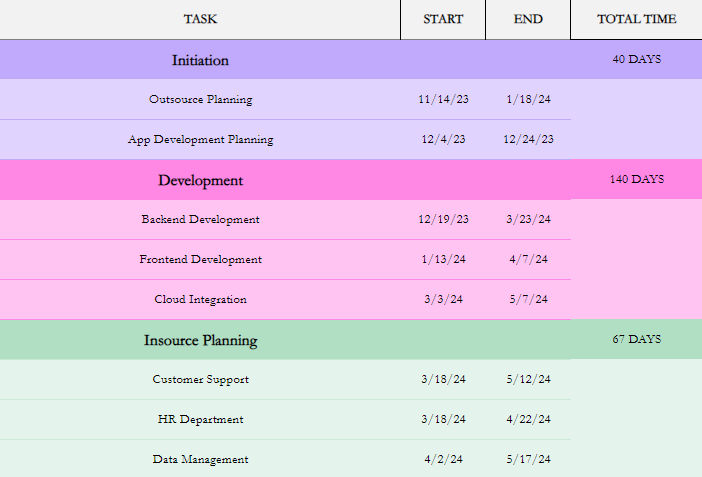 TASK START END TOTAL TIME
Initiation 40 DAYS
Outsource Planning 11/14/23 1/18/24
App Development Planning 12/4/23 12/24/23
Development 140 DAYS
Backend Development 12/19/23 3/23/24
Frontend Development 1/13/24 4/7/24
Cloud Integration 3/3/24 5/7/24
Insource Planning 67 DAYS
Customer Support 3/18/24 5/12/24
HR Department 3/18/24 4/22/24
Data Management 4/2/24 5/17/24